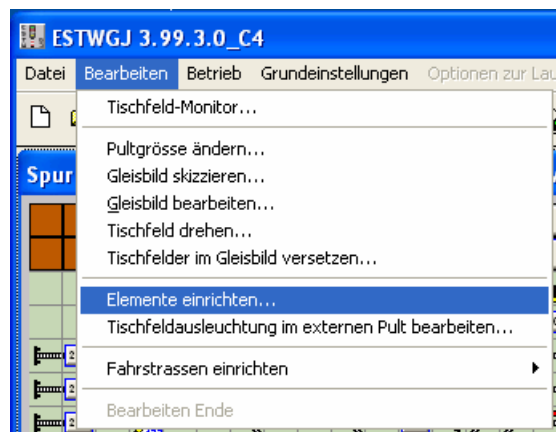 ESTWGJ 3.99.3.0_C4
Datei Bearbeiten Betrieb Grundeinstellungen Optionen zur Lau
Tischfeld-Monitor...
Pultgrösse ändern...
Spur
Gleisbild skizzieren...
Gleisbild bearbeiten...
Tischfeld drehen...
Tischfelder im Gleisbild versetzen...
Elemente einrichten...
Tischfeldausleuchtung im externen Pult bearbeiten...
Fahrstrassen einrichten
Bearbeiten Ende